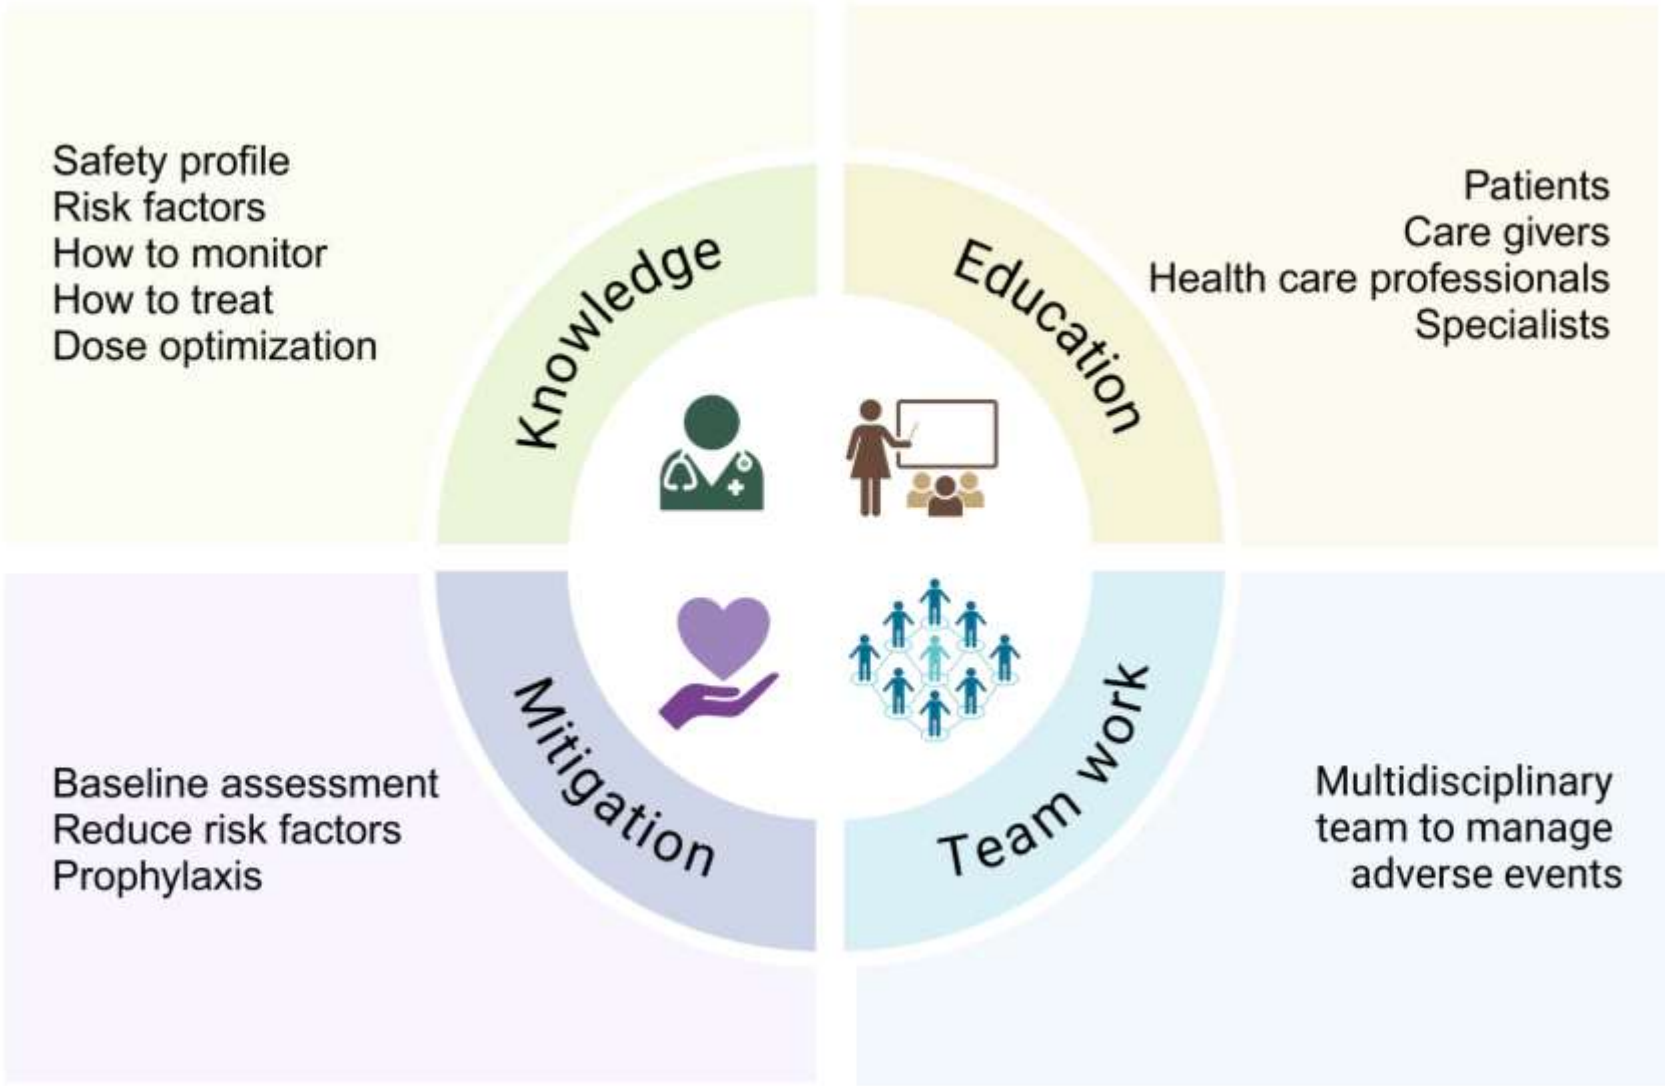 Safety profile
Risk factors
How to monitor
How to treat
Dose optimization
Knowledge
Education
Patients
Care givers
Health care professionals
Specialists
Baseline assessment
Reduce risk factors
Prophylaxis
Mitigation
Team work
Multidisciplinary
team to manage
adverse events